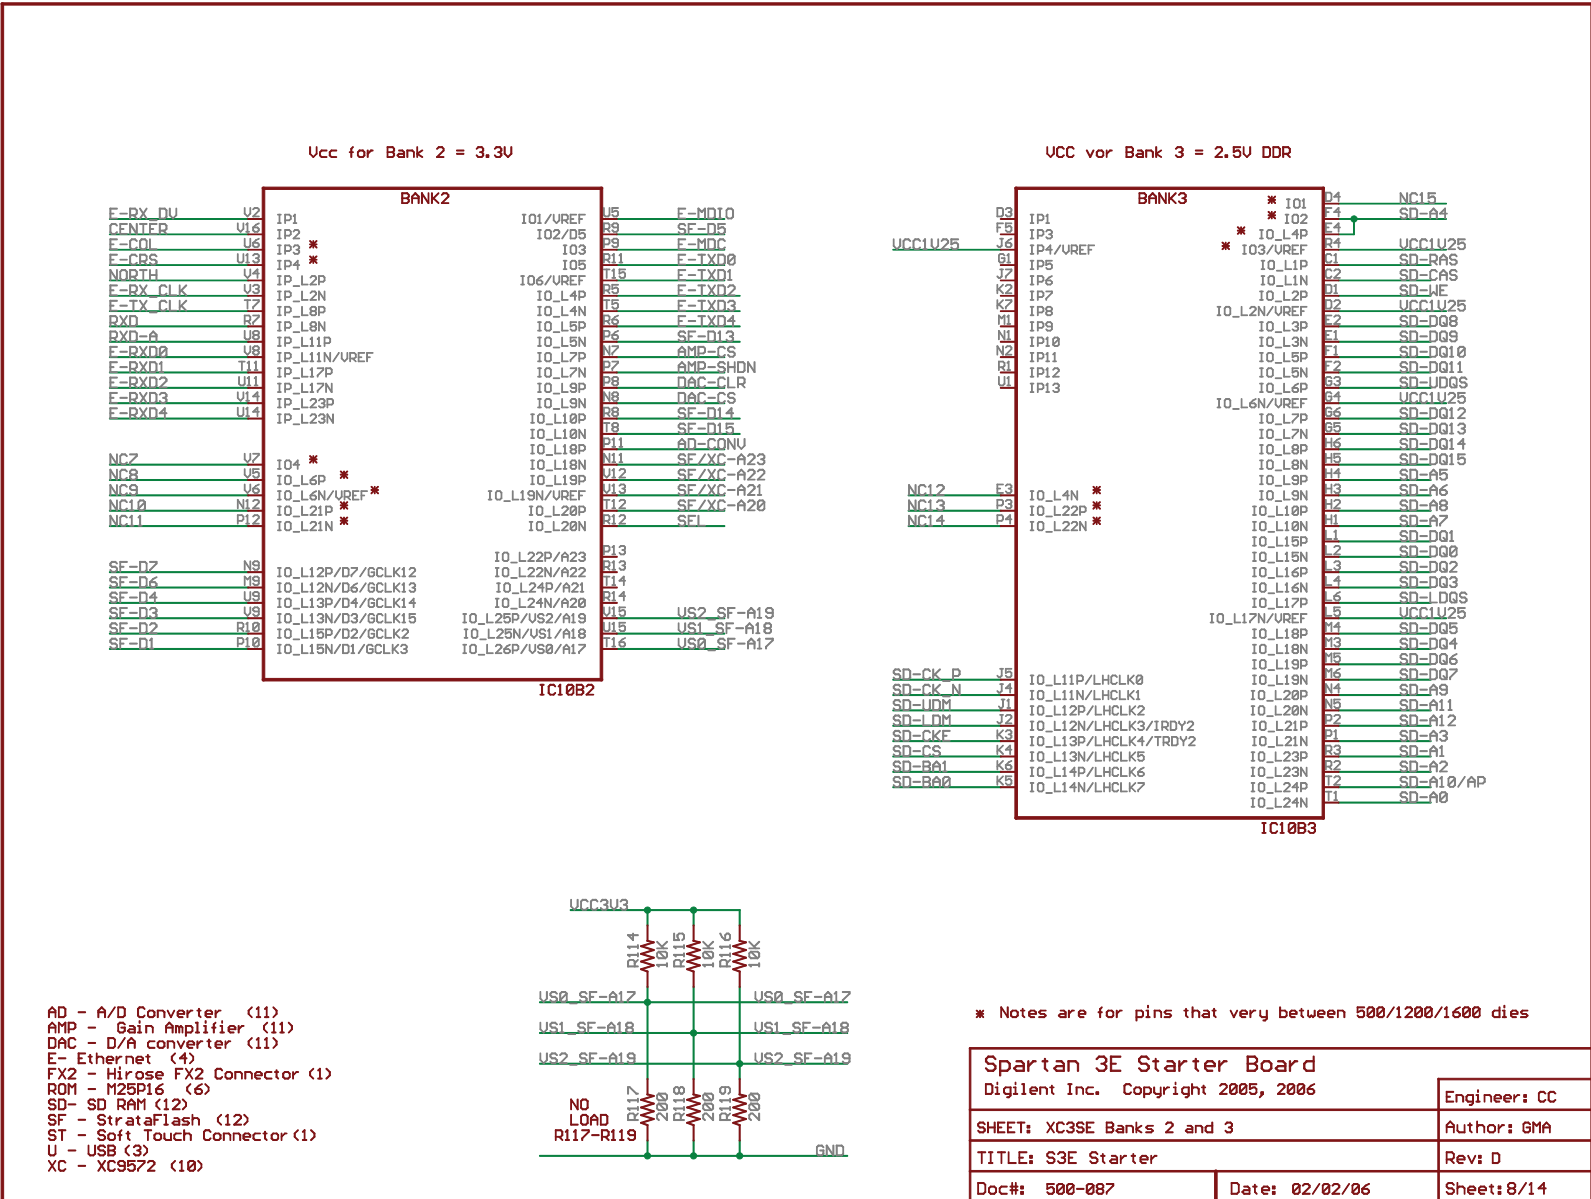 Vcc for Bank 2 = 3.3V
BANK2
E-RX_DV V2 IP1 IO1/VREF U5 E-MDIO
CENTER V16 IP2 IO2/D5 R9 SF-D5
E-COL U6 IP3 * IO3 P9 E-MDC
E-CRS U13 IP4 * IO5 R11 E-TXD0
NORTH V4 IP_L2P IO6/VREF T15 E-TXD1
E-RX_CLK V3 IP_L2N IO_L4P R5 E-TXD2
E-TX_CLK T7 IP_L8P IO_L4N T5 E-TXD3
RXD R7 IP_L8N IO_L5P R6 E-TXD4
RXD-A U8 IP_L11P IO_L5N P6 SF-D13
E-RXD0 V8 IP_L11N/VREF IO_L7P N7 AMP-CS
E-RXD1 T11 IP_L17P IO_L7N P7 AMP-SHDN
E-RXD2 U11 IP_L17N IO_L9P P8 DAC-CLR
E-RXD3 V14 IP_L23P IO_L9N N8 DAC-CS
E-RXD4 U14 IP_L23N IO_L10P R8 SF-D14
IO_L10N T8 SF-D15
IO_L18P P11 AD-CONV
NC7 V7 IO4 * IO_L18N N11 SF/XC-A23
NC8 V5 IO_L6P * IO_L19P V12 SF/XC-A22
NC9 V6 IO_L6N/VREF * IO_L19N/VREF V13 SF/XC-A21
NC10 N12 IO_L21P * IO_L20P T12 SF/XC-A20
NC11 P12 IO_L21N * IO_L20N R12 SF1
IO_L22P/A23 P13
SF-D7 N9 IO_L12P/D7/GCLK12 IO_L22N/A22 R13
SF-D6 M9 IO_L12N/D6/GCLK13 IO_L24P/A21 T14
SF-D4 U9 IO_L13P/D4/GCLK14 IO_L24N/A20 R14
SF-D3 V9 IO_L13N/D3/GCLK15 IO_L25P/VS2/A19 V15 VS2_SF-A19
SF-D2 R10 IO_L15P/D2/GCLK2 IO_L25N/VS1/A18 U15 VS1_SF-A18
SF-D1 P10 IO_L15N/D1/GCLK3 IO_L26P/VS0/A17 T16 VS0_SF-A17
IC10B2
VCC vor Bank 3 = 2.5V DDR
BANK3
* IO1 D4 NC15
D3 IP1 * IO2 F4 SD-A4
F5 IP3 * IO_L4P E4
VCC1V25 J6 IP4/VREF * IO3/VREF R4 VCC1V25
G1 IP5 IO_L1P C1 SD-RAS
J7 IP6 IO_L1N C2 SD-CAS
K2 IP7 IO_L2P D1 SD-WE
K7 IP8 IO_L2N/VREF D2 VCC1V25
M1 IP9 IO_L3P E2 SD-DQ8
N1 IP10 IO_L3N E1 SD-DQ9
N2 IP11 IO_L5P F1 SD-DQ10
R1 IP12 IO_L5N F2 SD-DQ11
U1 IP13 IO_L6P G3 SD-UDQS
IO_L6N/VREF G4 VCC1V25
IO_L7P G6 SD-DQ12
IO_L7N G5 SD-DQ13
IO_L8P H6 SD-DQ14
IO_L8N H5 SD-DQ15
IO_L9P H4 SD-A5
NC12 E3 IO_L4N * IO_L9N H3 SD-A6
NC13 P3 IO_L22P * IO_L10P H2 SD-A8
NC14 P4 IO_L22N * IO_L10N H1 SD-A7
IO_L15P L1 SD-DQ1
IO_L15N L2 SD-DQ0
IO_L16P L3 SD-DQ2
IO_L16N L4 SD-DQ3
IO_L17P L6 SD-LDQS
IO_L17N/VREF L5 VCC1V25
IO_L18P M4 SD-DQ5
IO_L18N M3 SD-DQ4
IO_L19P M5 SD-DQ6
SD-CK_P J5 IO_L11P/LHCLK0 IO_L19N M6 SD-DQ7
SD-CK_N J4 IO_L11N/LHCLK1 IO_L20P N4 SD-A9
SD-UDM J1 IO_L12P/LHCLK2 IO_L20N N5 SD-A11
SD-LDM J2 IO_L12N/LHCLK3/IRDY2 IO_L21P P2 SD-A12
SD-CKE K3 IO_L13P/LHCLK4/TRDY2 IO_L21N P1 SD-A3
SD-CS K4 IO_L13N/LHCLK5 IO_L23P R3 SD-A1
SD-BA1 K6 IO_L14P/LHCLK6 IO_L23N R2 SD-A2
SD-BA0 K5 IO_L14N/LHCLK7 IO_L24P T2 SD-A10/AP
IO_L24N T1 SD-A0
IC10B3
VCC3V3
R114 10K R115 10K R116 10K
VS0_SF-A17 VS0_SF-A17
VS1_SF-A18 VS1_SF-A18
VS2_SF-A19 VS2_SF-A19
R117 200 R118 200 R119 200
NO
LOAD
R117-R119
GND
AD - A/D Converter (11)
AMP - Gain Amplifier (11)
DAC - D/A converter (11)
E- Ethernet (4)
FX2 - Hirose FX2 Connector (1)
ROM - M25P16 (6)
SD- SD RAM (12)
SF - StrataFlash (12)
ST - Soft Touch Connector (1)
U - USB (3)
XC - XC9572 (10)
* Notes are for pins that very between 500/1200/1600 dies
Spartan 3E Starter Board
Digilent Inc. Copyright 2005, 2006
Engineer: CC
SHEET: XC3SE Banks 2 and 3
Author: GMA
TITLE: S3E Starter
Rev: D
Doc#: 500-087
Date: 02/02/06
Sheet: 8/14